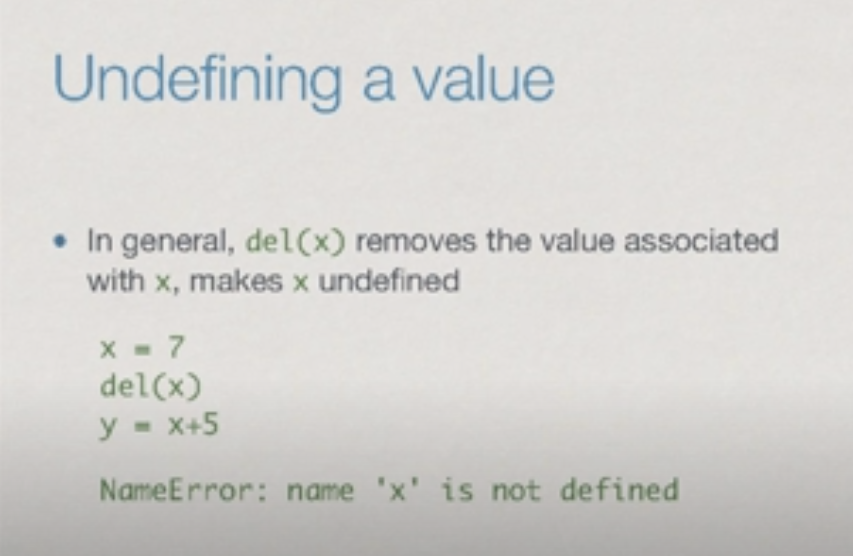 Undefining a value
• In general, del(x) removes the value associated
with x, makes x undefined
x = 7
del(x)
y = x+5
NameError: name 'x' is not defined